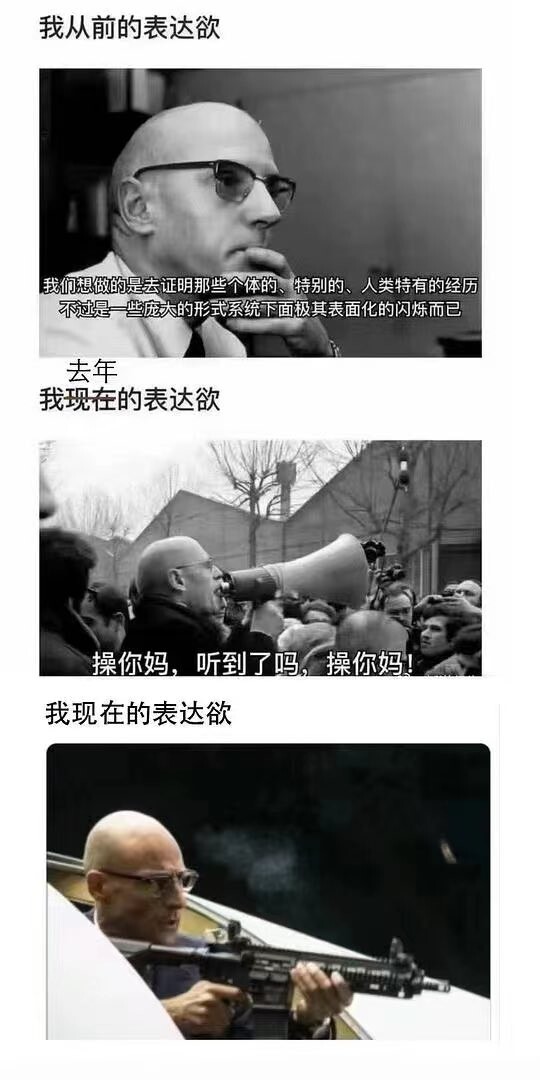 我从前的表达欲
我们想做的是去证明那些个体的、特别的、人类特有的经历
不过是一些庞大的形式系统下面极其表面化的闪烁而已
去年
我现在的表达欲
操你妈，听到了吗，操你妈！
我现在的表达欲